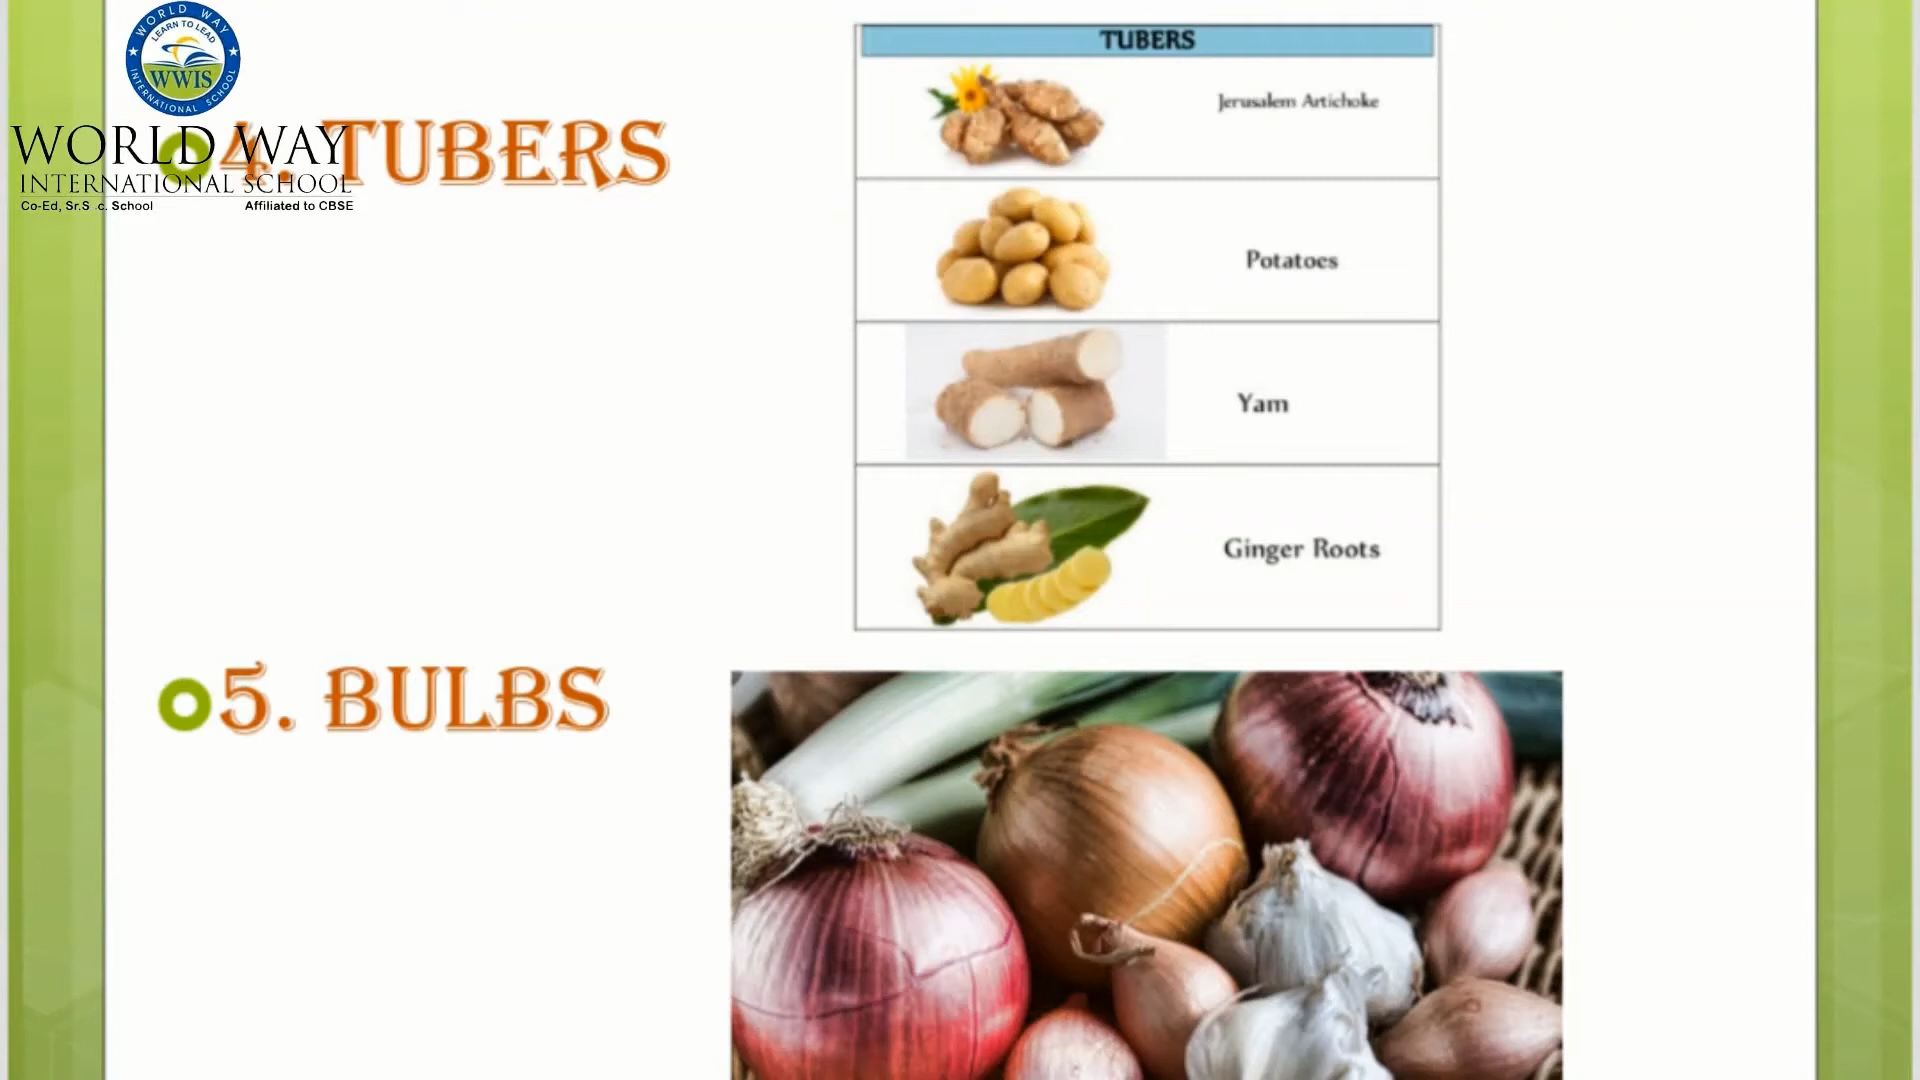 WORLD WAY
LEARN TO LEAD
WWIS
INTERNATIONAL SCHOOL
WORLD WAY
INTERNATIONAL SCHOOL
Co-Ed, Sr.S .c. School
Affiliated to CBSE
4. TUBERS
TUBERS
Jerusalem Artichoke
Potatoes
Yam
Ginger Roots
5. BULBS